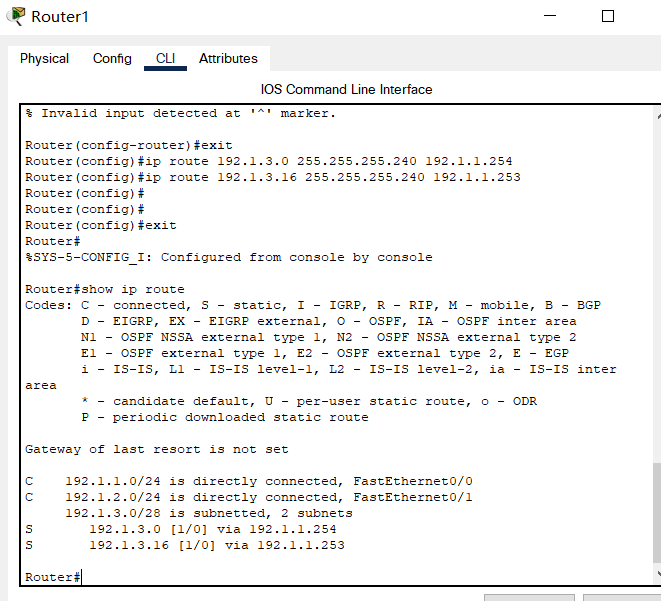 Router1
Physical Config CLI Attributes
IOS Command Line Interface
% Invalid input detected at '^' marker.
Router(config-router)#exit
Router(config)#ip route 192.1.3.0 255.255.255.240 192.1.1.254
Router(config)#ip route 192.1.3.16 255.255.255.240 192.1.1.253
Router(config)#
Router(config)#
Router(config)#exit
Router#
%SYS-5-CONFIG_I: Configured from console by console
Router#show ip route
Codes: C - connected, S - static, I - IGRP, R - RIP, M - mobile, B - BGP
D - EIGRP, EX - EIGRP external, O - OSPF, IA - OSPF inter area
N1 - OSPF NSSA external type 1, N2 - OSPF NSSA external type 2
E1 - OSPF external type 1, E2 - OSPF external type 2, E - EGP
i - IS-IS, L1 - IS-IS level-1, L2 - IS-IS level-2, ia - IS-IS inter
area
* - candidate default, U - per-user static route, o - ODR
P - periodic downloaded static route
Gateway of last resort is not set
C 192.1.1.0/24 is directly connected, FastEthernet0/0
C 192.1.2.0/24 is directly connected, FastEthernet0/1
192.1.3.0/28 is subnetted, 2 subnets
S 192.1.3.0 [1/0] via 192.1.1.254
S 192.1.3.16 [1/0] via 192.1.1.253
Router#